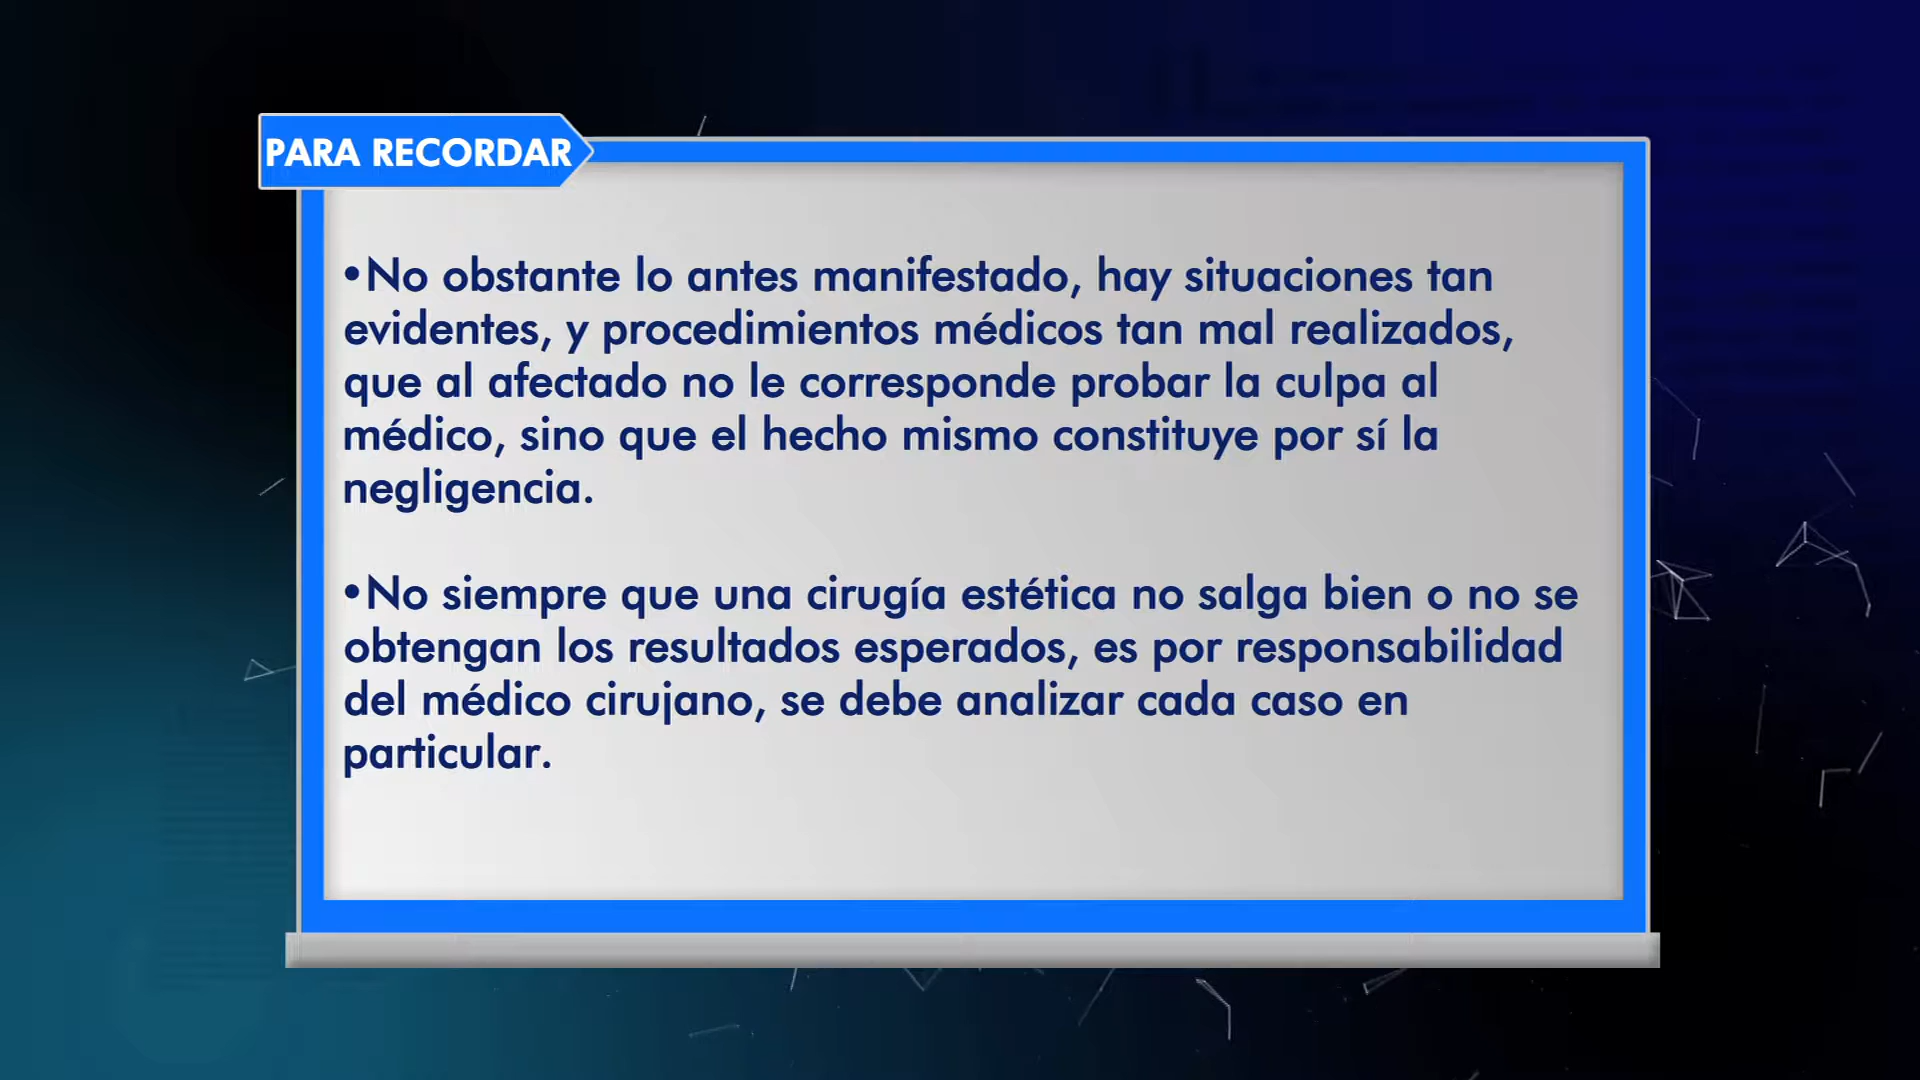 PARA RECORDAR
•No obstante lo antes manifestado, hay situaciones tan
evidentes, y procedimientos médicos tan mal realizados,
que al afectado no le corresponde probar la culpa al
médico, sino que el hecho mismo constituye por sí la
negligencia.
•No siempre que una cirugía estética no salga bien o no se
obtengan los resultados esperados, es por responsabilidad
del médico cirujano, se debe analizar cada caso en
particular.